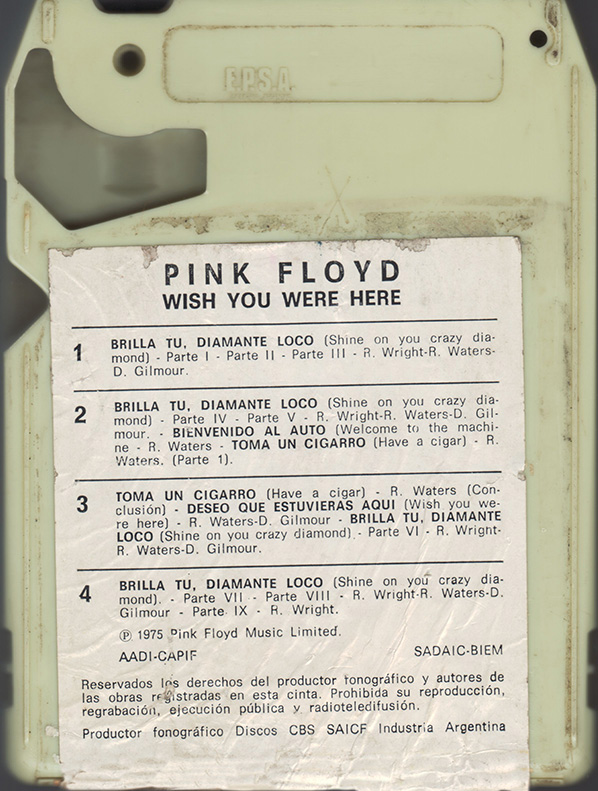 E.P.S.A.
PINK FLOYD
WISH YOU WERE HERE
1 BRILLA TU, DIAMANTE LOCO (Shine on you crazy dia-
mond) - Parte I - Parte II - Parte III - R. Wright-R. Waters-
D. Gilmour.
2 BRILLA TU, DIAMANTE LOCO (Shine on you crazy dia-
mond) - Parte IV - Parte V - R. Wright-R. Waters-D. Gil-
mour. - BIENVENIDO AL AUTO (Welcome to the machi-
ne - R. Waters - TOMA UN CIGARRO (Have a cigar) - R.
Waters. (Parte 1).
3 TOMA UN CIGARRO (Have a cigar) - R. Waters (Con-
clusión) - DESEO QUE ESTUVIERAS AQUI (Wish you we-
re here) - R. Waters-D. Gilmour - BRILLA TU, DIAMANTE
LOCO (Shine on you crazy diamond) - Parte VI - R. Wright-
R. Waters-D. Gilmour.
4 BRILLA TU, DIAMANTE LOCO (Shine on you crazy dia-
mond). - Parte VII - Parte VIII - R. Wright-R. Waters-D.
Gilmour - Parte IX - R. Wright.
℗ 1975 Pink Floyd Music Limited.
AADI-CAPIF SADAIC-BIEM
Reservados los derechos del productor fonográfico y autores de
las obras registradas en esta cinta. Prohibida su reproducción,
regrabación, ejecución pública y radioteledifusión.
Productor fonográfico Discos CBS SAICF Industria Argentina